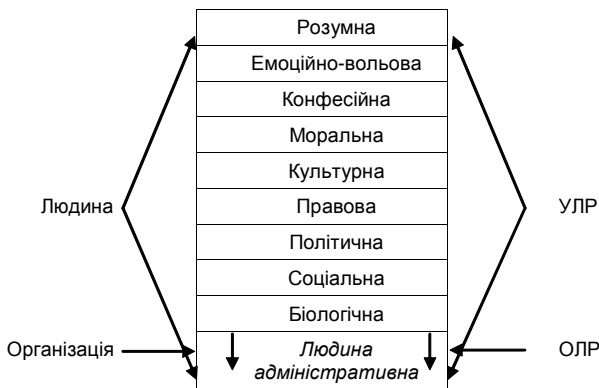 Розумна
Емоційно-вольова
Конфесійна
Моральна
Культурна
Людина
Правова
УЛР
Політична
Соціальна
Біологічна
Організація
Людина
адміністративна
ОЛР